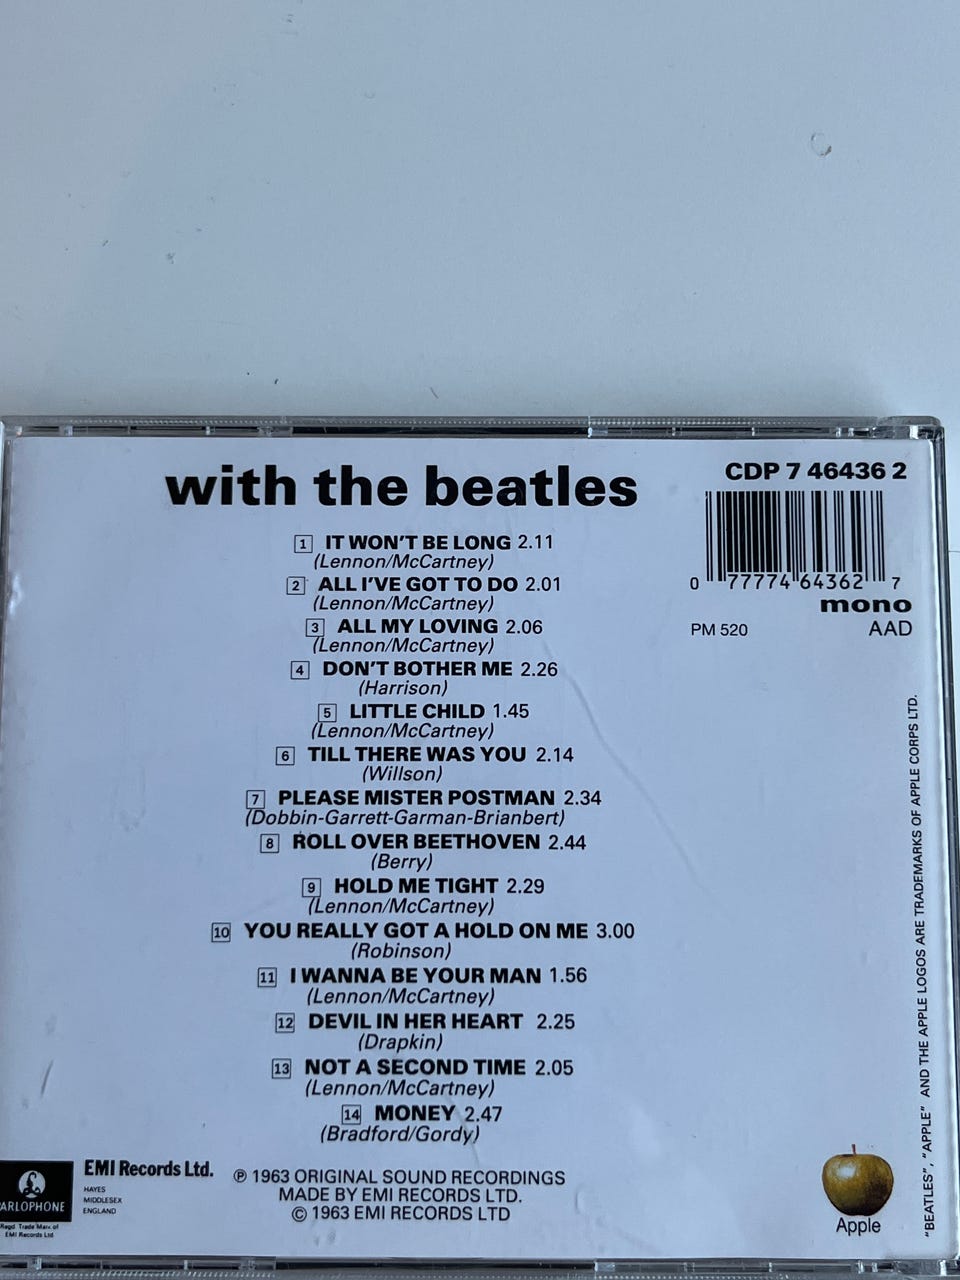 with the beatles
CDP 7 46436 2
0 77774 64362 7
mono
PM 520 AAD
1 IT WON'T BE LONG 2.11
(Lennon/McCartney)
2 ALL I'VE GOT TO DO 2.01
(Lennon/McCartney)
3 ALL MY LOVING 2.06
(Lennon/McCartney)
4 DON'T BOTHER ME 2.26
(Harrison)
5 LITTLE CHILD 1.45
(Lennon/McCartney)
6 TILL THERE WAS YOU 2.14
(Willson)
7 PLEASE MISTER POSTMAN 2.34
(Dobbin-Garrett-Garman-Brianbert)
8 ROLL OVER BEETHOVEN 2.44
(Berry)
9 HOLD ME TIGHT 2.29
(Lennon/McCartney)
10 YOU REALLY GOT A HOLD ON ME 3.00
(Robinson)
11 I WANNA BE YOUR MAN 1.56
(Lennon/McCartney)
12 DEVIL IN HER HEART 2.25
(Drapkin)
13 NOT A SECOND TIME 2.05
(Lennon/McCartney)
14 MONEY 2.47
(Bradford/Gordy)
PARLOPHONE
Regd. Trade Mark of
EMI Records Ltd
EMI Records Ltd.
HAYES
MIDDLESEX
ENGLAND
℗ 1963 ORIGINAL SOUND RECORDINGS
MADE BY EMI RECORDS LTD.
© 1963 EMI RECORDS LTD
Apple
"BEATLES", "APPLE" AND THE APPLE LOGOS ARE TRADEMARKS OF APPLE CORPS LTD.